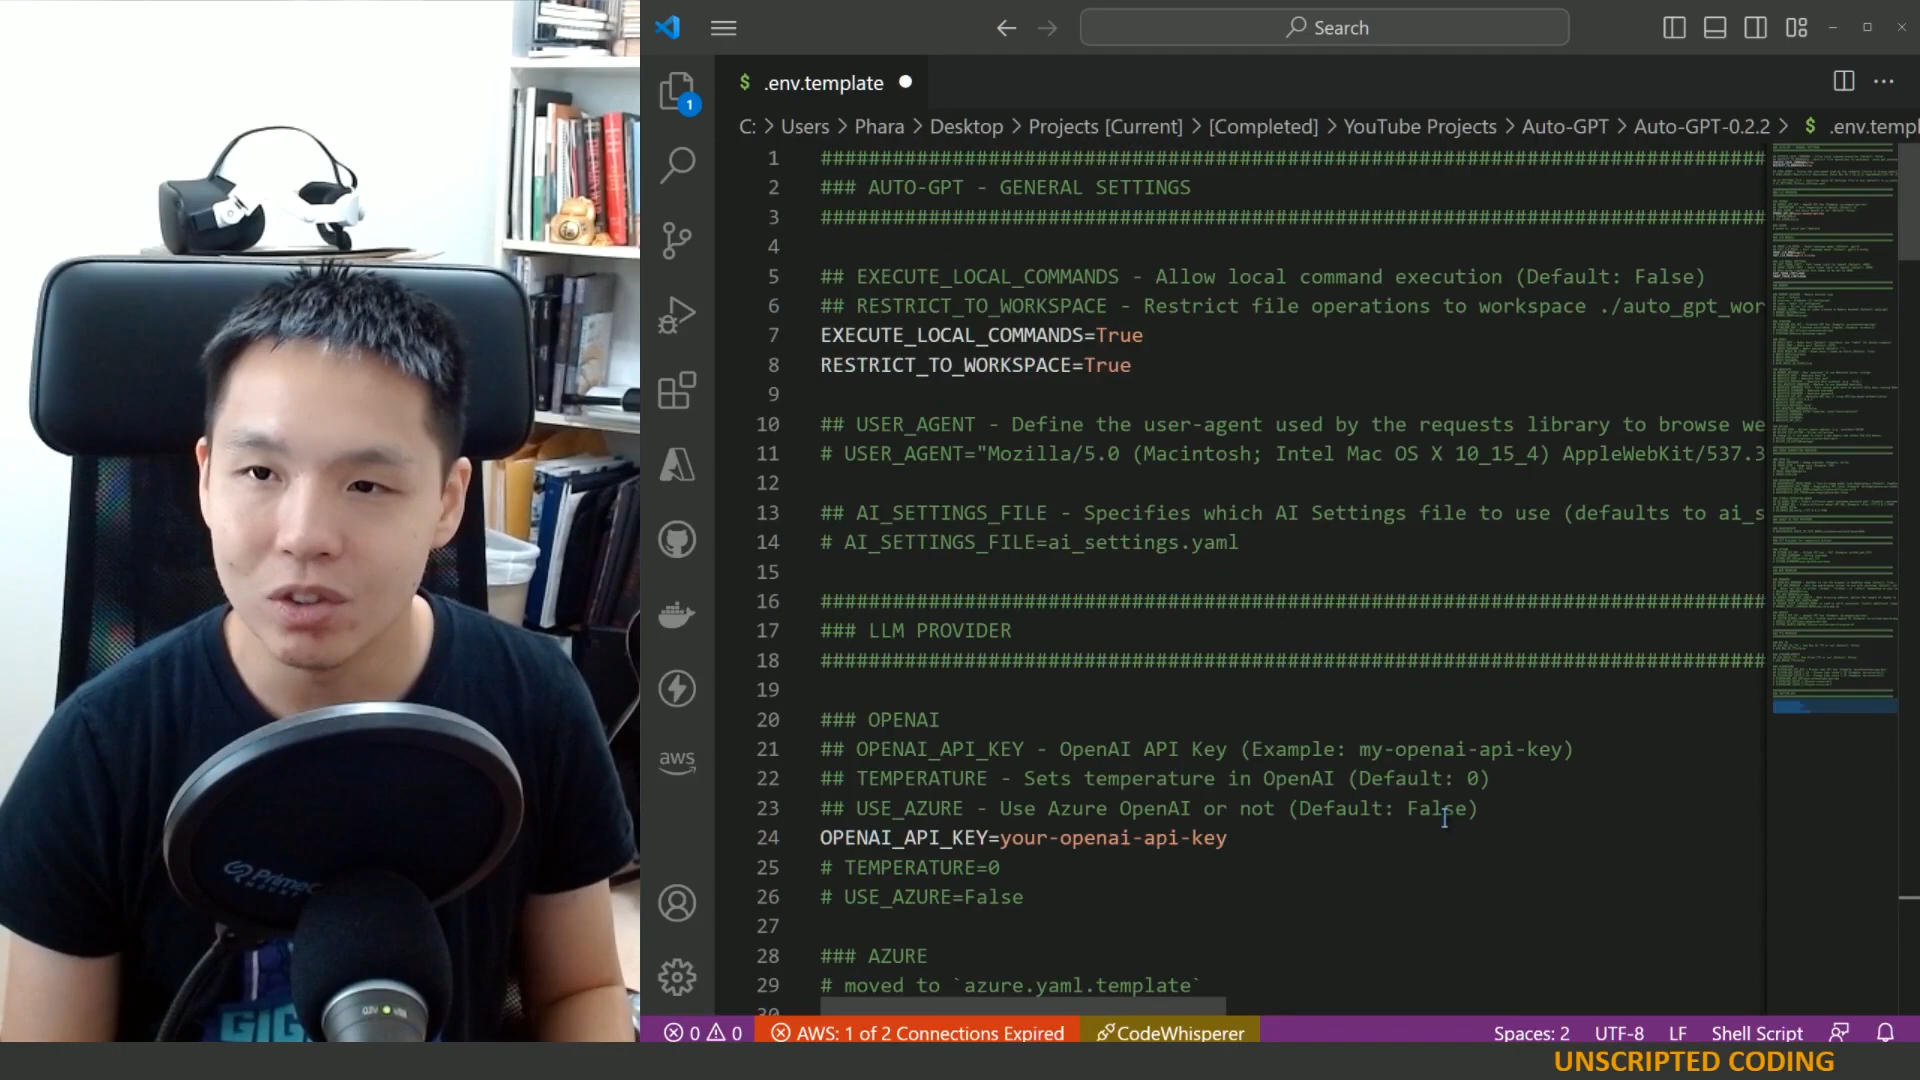 Search
$ .env.template
1
C: > Users > Phara > Desktop > Projects [Current] > [Completed] > YouTube Projects > Auto-GPT > Auto-GPT-0.2.2 > $ .env.templ
1 ################################################################################
2 ### AUTO-GPT - GENERAL SETTINGS
3 ################################################################################
4
5 ## EXECUTE_LOCAL_COMMANDS - Allow local command execution (Default: False)
6 ## RESTRICT_TO_WORKSPACE - Restrict file operations to workspace ./auto_gpt_wor
7 EXECUTE_LOCAL_COMMANDS=True
8 RESTRICT_TO_WORKSPACE=True
9
10 ## USER_AGENT - Define the user-agent used by the requests library to browse we
11 # USER_AGENT="Mozilla/5.0 (Macintosh; Intel Mac OS X 10_15_4) AppleWebKit/537.3
12
13 ## AI_SETTINGS_FILE - Specifies which AI Settings file to use (defaults to ai_s
14 # AI_SETTINGS_FILE=ai_settings.yaml
15
16 ################################################################################
17 ### LLM PROVIDER
18 ################################################################################
19
20 ### OPENAI
21 ## OPENAI_API_KEY - OpenAI API Key (Example: my-openai-api-key)
22 ## TEMPERATURE - Sets temperature in OpenAI (Default: 0)
23 ## USE_AZURE - Use Azure OpenAI or not (Default: False)
24 OPENAI_API_KEY=your-openai-api-key
25 # TEMPERATURE=0
26 # USE_AZURE=False
27
28 ### AZURE
29 # moved to `azure.yaml.template`
30
aws
0 0 AWS: 1 of 2 Connections Expired CodeWhisperer Spaces: 2 UTF-8 LF Shell Script
UNSCRIPTED CODING
GIG